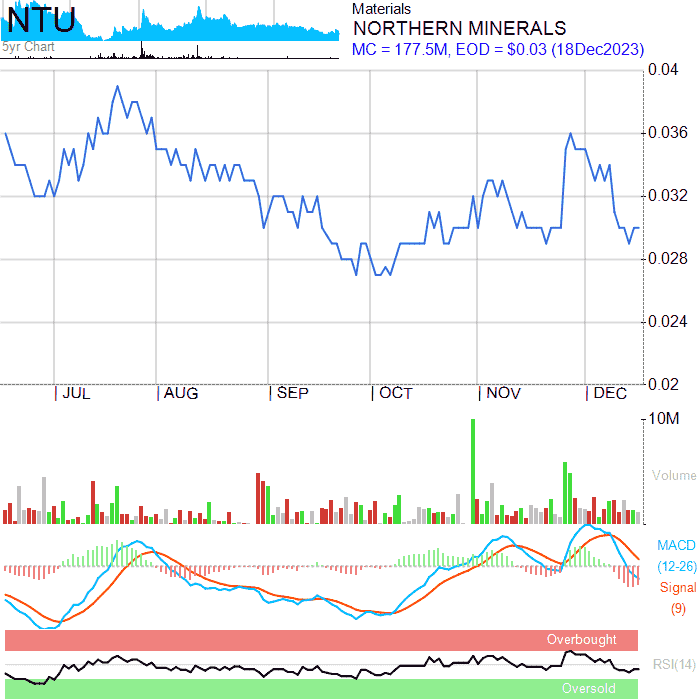 NTU
5yr Chart
Materials
NORTHERN MINERALS
MC = 177.5M, EOD = $0.03 (18Dec2023)
0.04
0.036
0.032
0.028
0.024
0.02
JUL AUG SEP OCT NOV DEC
10M
Volume
MACD
(12-26)
Signal
(9)
Overbought
RSI(14)
Oversold